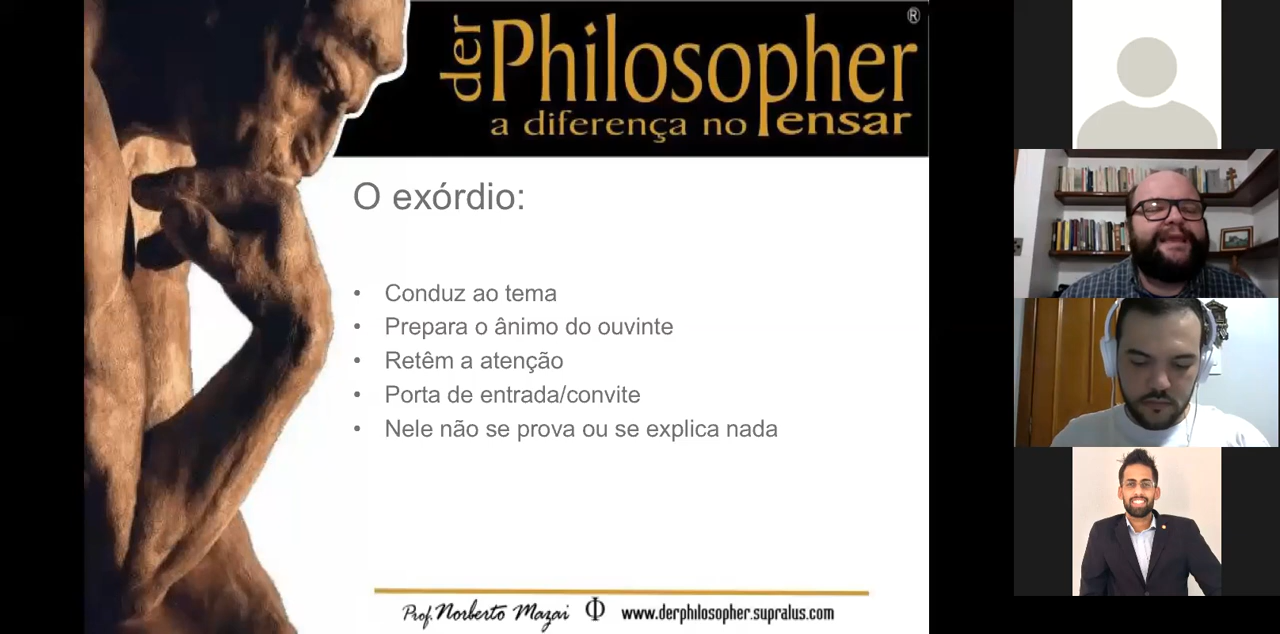 der Philosopher ®
a diferença no Pensar
O exórdio:
• Conduz ao tema
• Prepara o ânimo do ouvinte
• Retêm a atenção
• Porta de entrada/convite
• Nele não se prova ou se explica nada
Prof. Norberto Mazai Φ www.derphilosopher.supralus.com